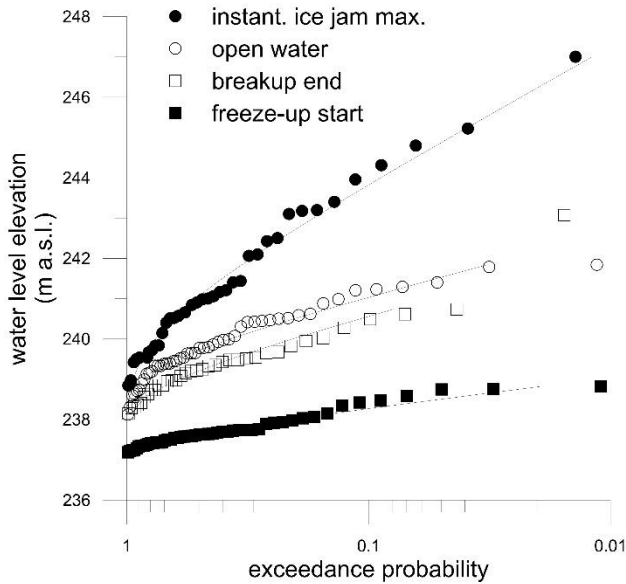 248
246
244
242
240
238
236
water level elevation
(m a.s.l.)
instant. ice jam max.
open water
breakup end
freeze-up start
1
0.1
0.01
exceedance probability